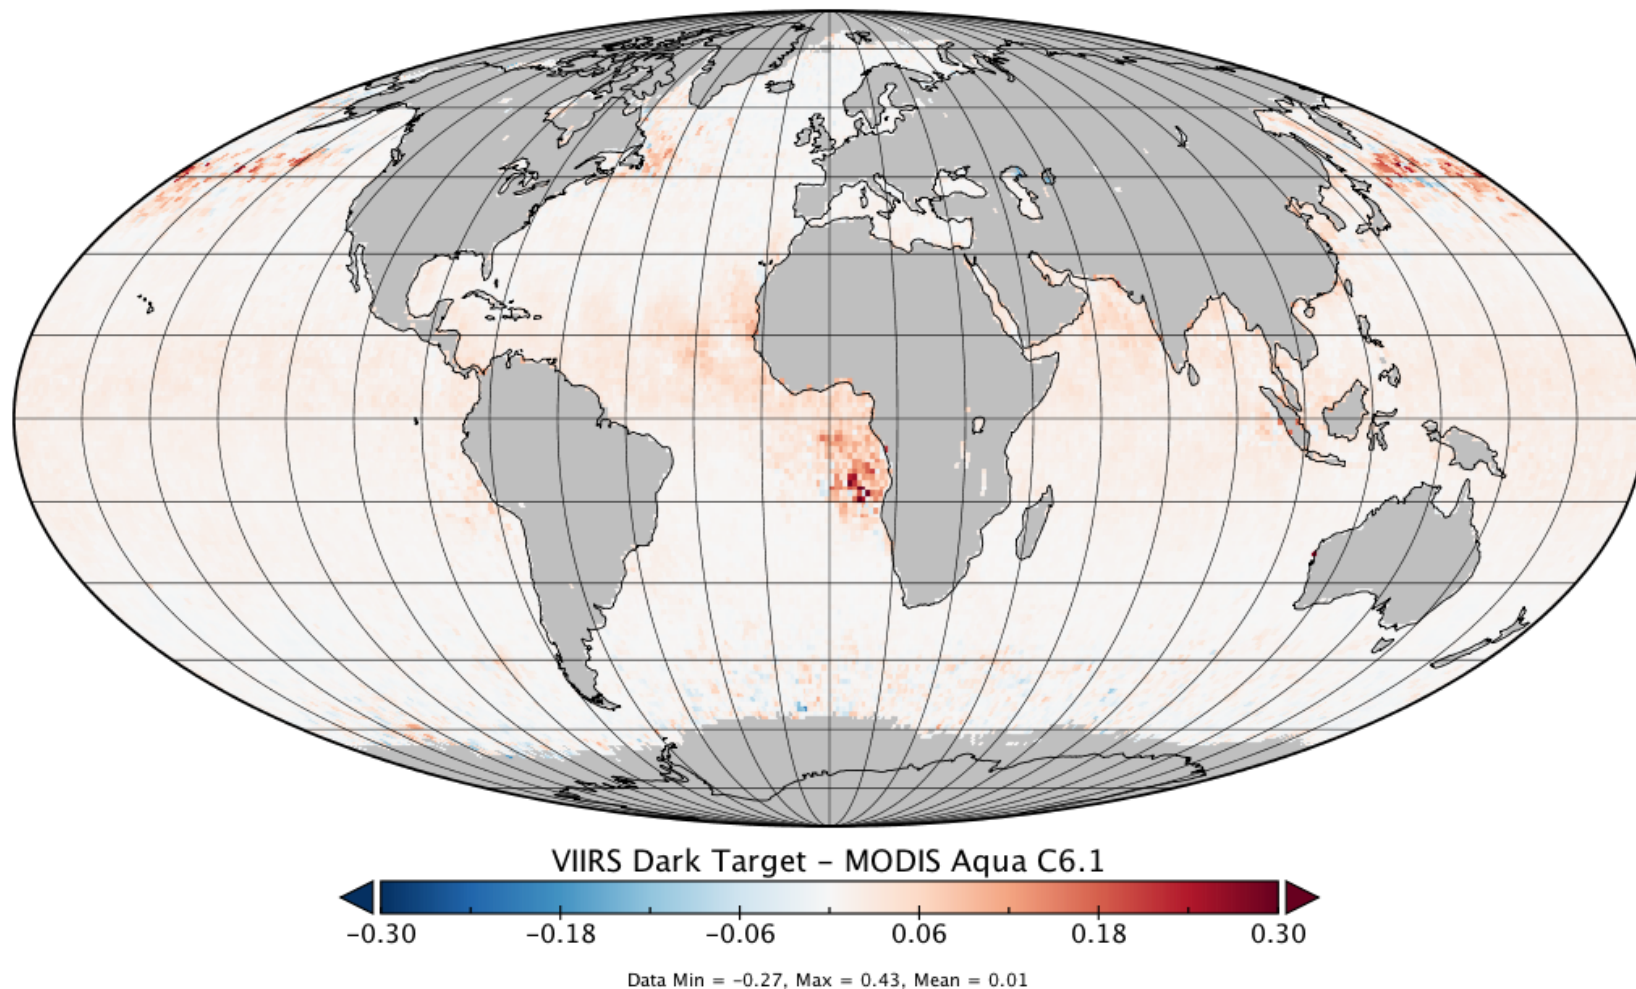 VIIRS Dark Target – MODIS Aqua C6.1
−0.30 −0.18 −0.06 0.06 0.18 0.30
Data Min = −0.27, Max = 0.43, Mean = 0.01